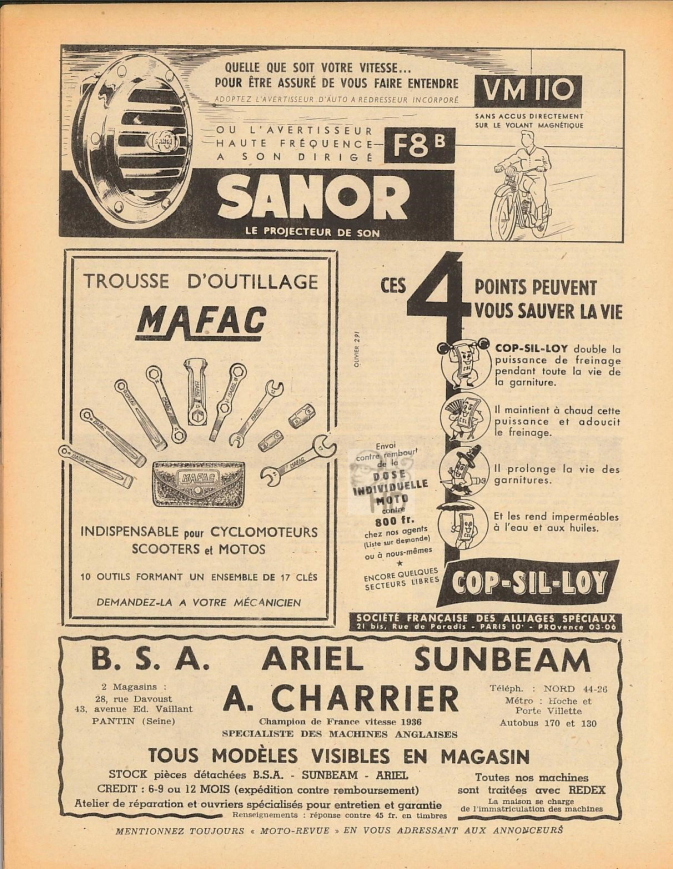 QUELLE QUE SOIT VOTRE VITESSE...
POUR ÊTRE ASSURÉ DE VOUS FAIRE ENTENDRE
ADOPTEZ L'AVERTISSEUR D'AUTO A REDRESSEUR INCORPORÉ
VM 110
SANS ACCUS DIRECTEMENT
SUR LE VOLANT MAGNÉTIQUE
OU L'AVERTISSEUR
HAUTE FRÉQUENCE
A SON DIRIGÉ
F8 B
SANOR
LE PROJECTEUR DE SON
TROUSSE D'OUTILLAGE
MAFAC
MAFAC
INDISPENSABLE pour CYCLOMOTEURS
SCOOTERS et MOTOS
10 OUTILS FORMANT UN ENSEMBLE DE 17 CLÉS
DEMANDEZ-LA A VOTRE MÉCANICIEN
CES 4 POINTS PEUVENT
VOUS SAUVER LA VIE
OLIVIER 291
COP-SIL-LOY double la
puissance de freinage
pendant toute la vie de
la garniture.
Il maintient à chaud cette
puissance et adoucit
le freinage.
Il prolonge la vie des
garnitures.
Et les rend imperméables
à l'eau et aux huiles.
Envoi
contre rembourt
de la
DOSE
INDIVIDUELLE
MOTO
contre
800 fr.
chez nos agents
(Liste sur demande)
ou à nous-mêmes
★
ENCORE QUELQUES
SECTEURS LIBRES
COP-SIL-LOY
SOCIÉTÉ FRANÇAISE DES ALLIAGES SPÉCIAUX
21 bis, Rue de Paradis - PARIS 10e - PROvence 03-06
B. S. A. ARIEL SUNBEAM
2 Magasins :
28, rue Davoust
43, avenue Ed. Vaillant
PANTIN (Seine)
A. CHARRIER
Champion de France vitesse 1936
SPECIALISTE DES MACHINES ANGLAISES
Téléph. : NORD 44-26
Métro : Hoche et
Porte Villette
Autobus 170 et 130
TOUS MODÈLES VISIBLES EN MAGASIN
STOCK pièces détachées B.S.A. - SUNBEAM - ARIEL
CREDIT : 6-9 ou 12 MOIS (expédition contre remboursement)
Atelier de réparation et ouvriers spécialisés pour entretien et garantie
Renseignements : réponse contre 45 fr. en timbres
Toutes nos machines
sont traitées avec REDEX
La maison se charge
de l'immatriculation des machines
MENTIONNEZ TOUJOURS « MOTO-REVUE » EN VOUS ADRESSANT AUX ANNONCEURS